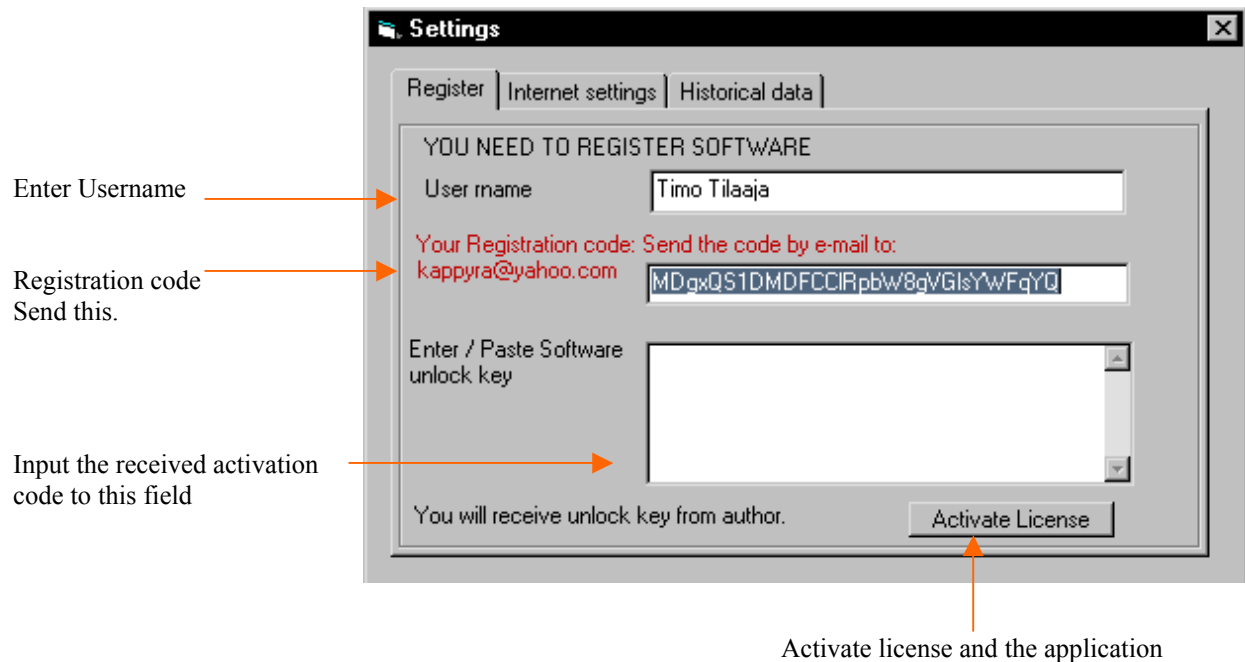 Settings
Register Internet settings Historical data
YOU NEED TO REGISTER SOFTWARE
Enter Username
User rname
Timo Tilaaja
Your Registration code: Send the code by e-mail to:
kappyra@yahoo.com
MDgxQS1DMDFCClRpbW8gVGlsYWFqYQ
Registration code
Send this.
Enter / Paste Software
unlock key
Input the received activation
code to this field
You will receive unlock key from author.
Activate License
Activate license and the application